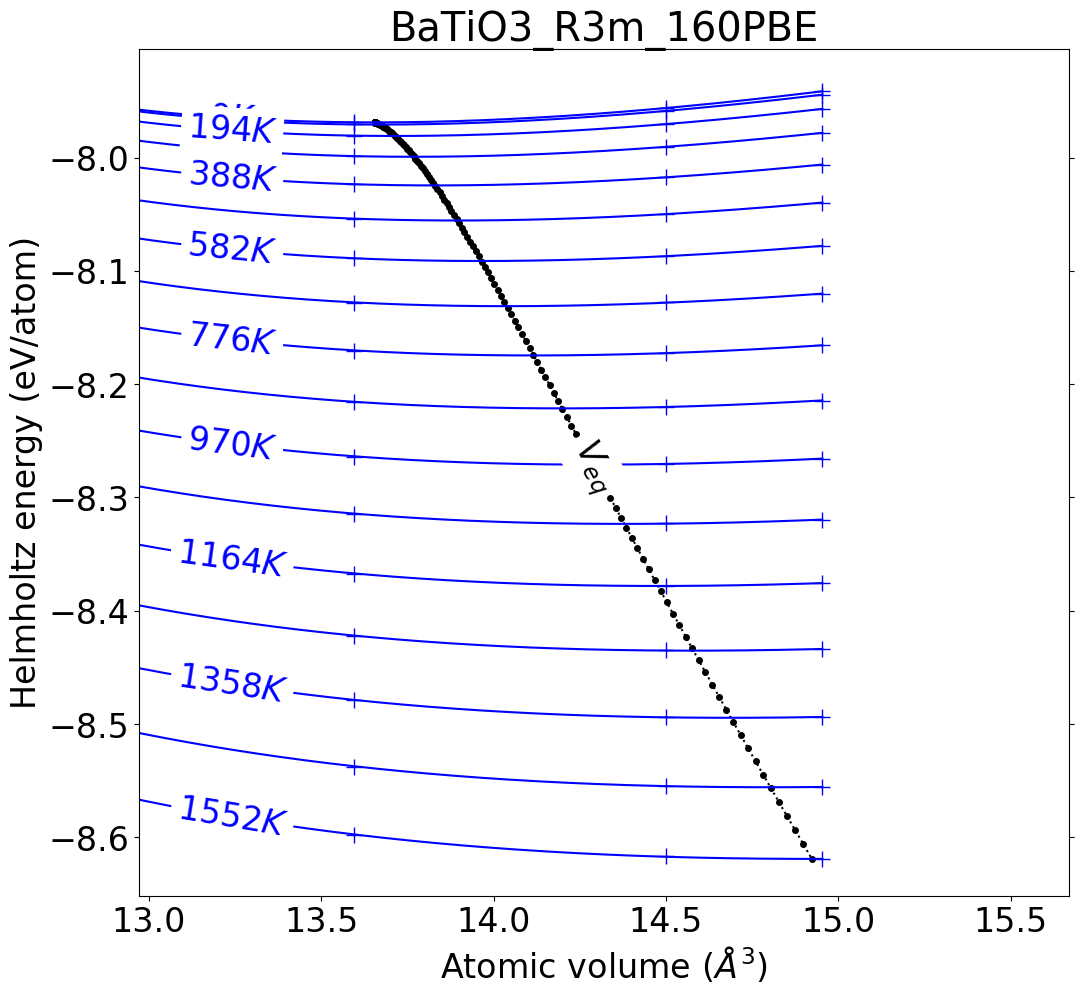 BaTiO3_R3m_160PBE
Helmholtz energy (eV/atom)
−8.0
−8.1
−8.2
−8.3
−8.4
−8.5
−8.6
194K
388K
582K
776K
970K
1164K
1358K
1552K
V_eq
13.0 13.5 14.0 14.5 15.0 15.5
Atomic volume (Å³)